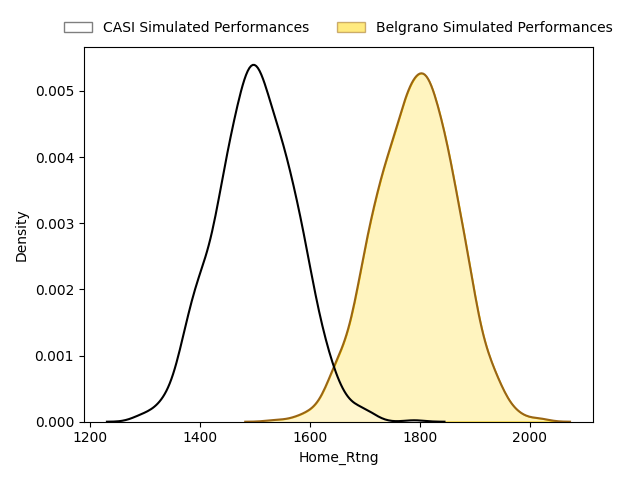 CASI Simulated Performances Belgrano Simulated Performances
Density
0.005
0.004
0.003
0.002
0.001
0.000
1200 1400 1600 1800 2000
Home_Rtng